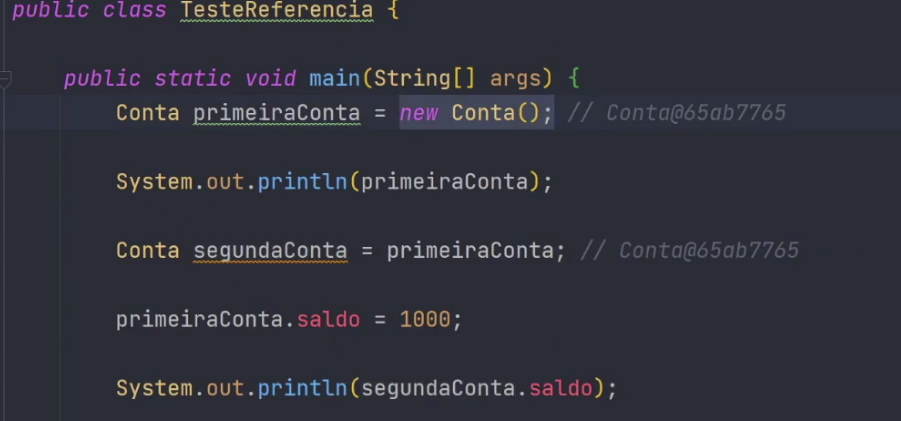 public class TesteReferencia {
public static void main(String[] args) {
Conta primeiraConta = new Conta(); // Conta@65ab7765
System.out.println(primeiraConta);
Conta segundaConta = primeiraConta; // Conta@65ab7765
primeiraConta.saldo = 1000;
System.out.println(segundaConta.saldo);